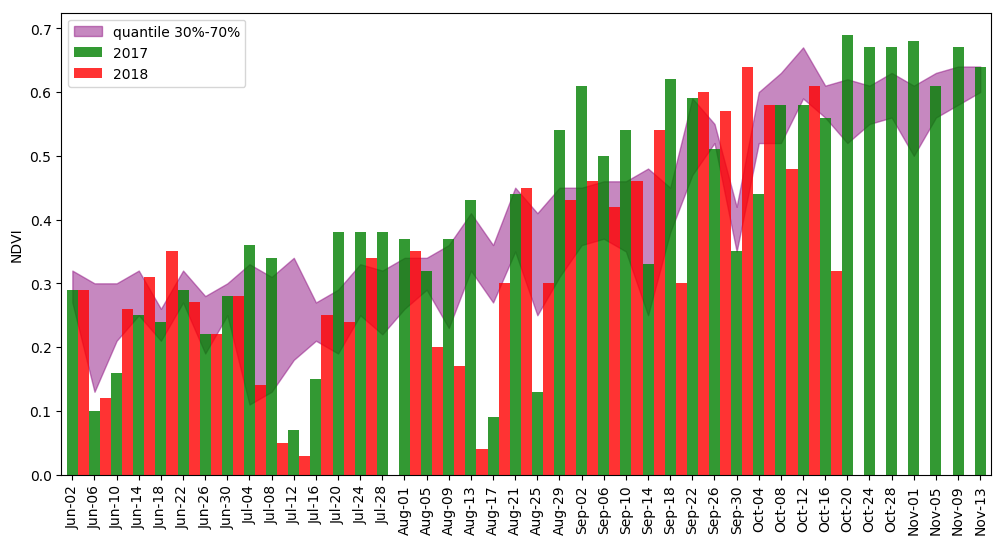 quantile 30%-70%
2017
2018
NDVI
0.7
0.6
0.5
0.4
0.3
0.2
0.1
0.0
Jun-02
Jun-06
Jun-10
Jun-14
Jun-18
Jun-22
Jun-26
Jun-30
Jul-04
Jul-08
Jul-12
Jul-16
Jul-20
Jul-24
Jul-28
Aug-01
Aug-05
Aug-09
Aug-13
Aug-17
Aug-21
Aug-25
Aug-29
Sep-02
Sep-06
Sep-10
Sep-14
Sep-18
Sep-22
Sep-26
Sep-30
Oct-04
Oct-08
Oct-12
Oct-16
Oct-20
Oct-24
Oct-28
Nov-01
Nov-05
Nov-09
Nov-13